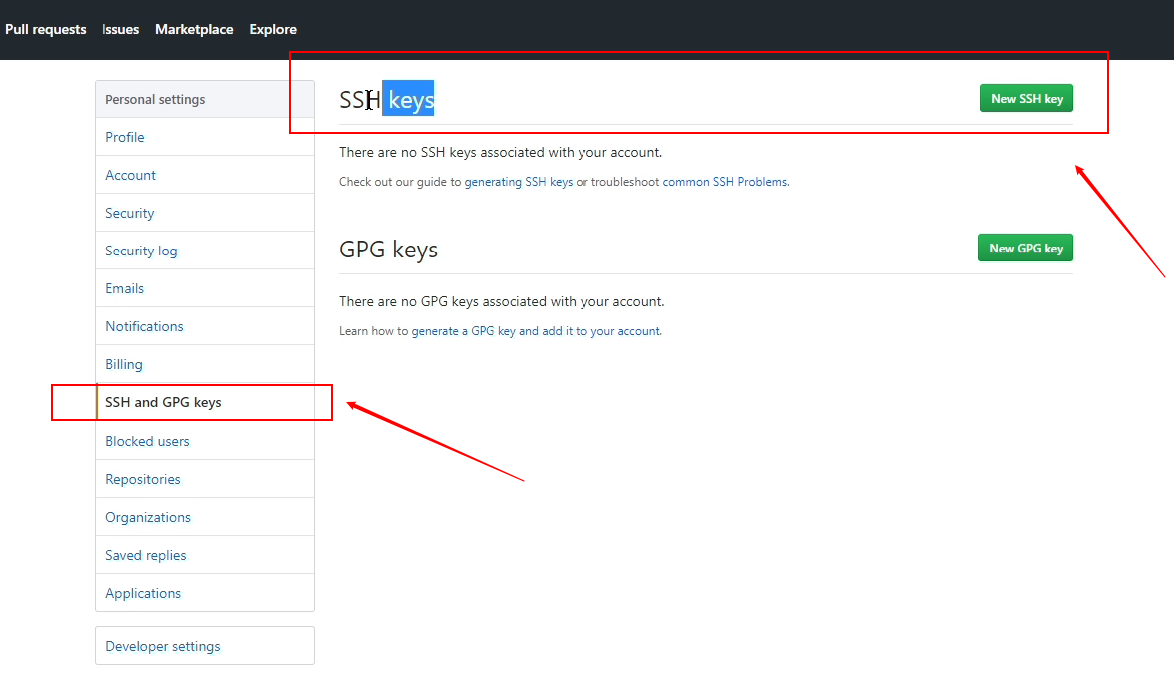 Pull requests Issues Marketplace Explore
Personal settings
Profile
Account
Security
Security log
Emails
Notifications
Billing
SSH and GPG keys
Blocked users
Repositories
Organizations
Saved replies
Applications
Developer settings
SSH keys
New SSH key
There are no SSH keys associated with your account.
Check out our guide to generating SSH keys or troubleshoot common SSH Problems.
GPG keys
New GPG key
There are no GPG keys associated with your account.
Learn how to generate a GPG key and add it to your account.